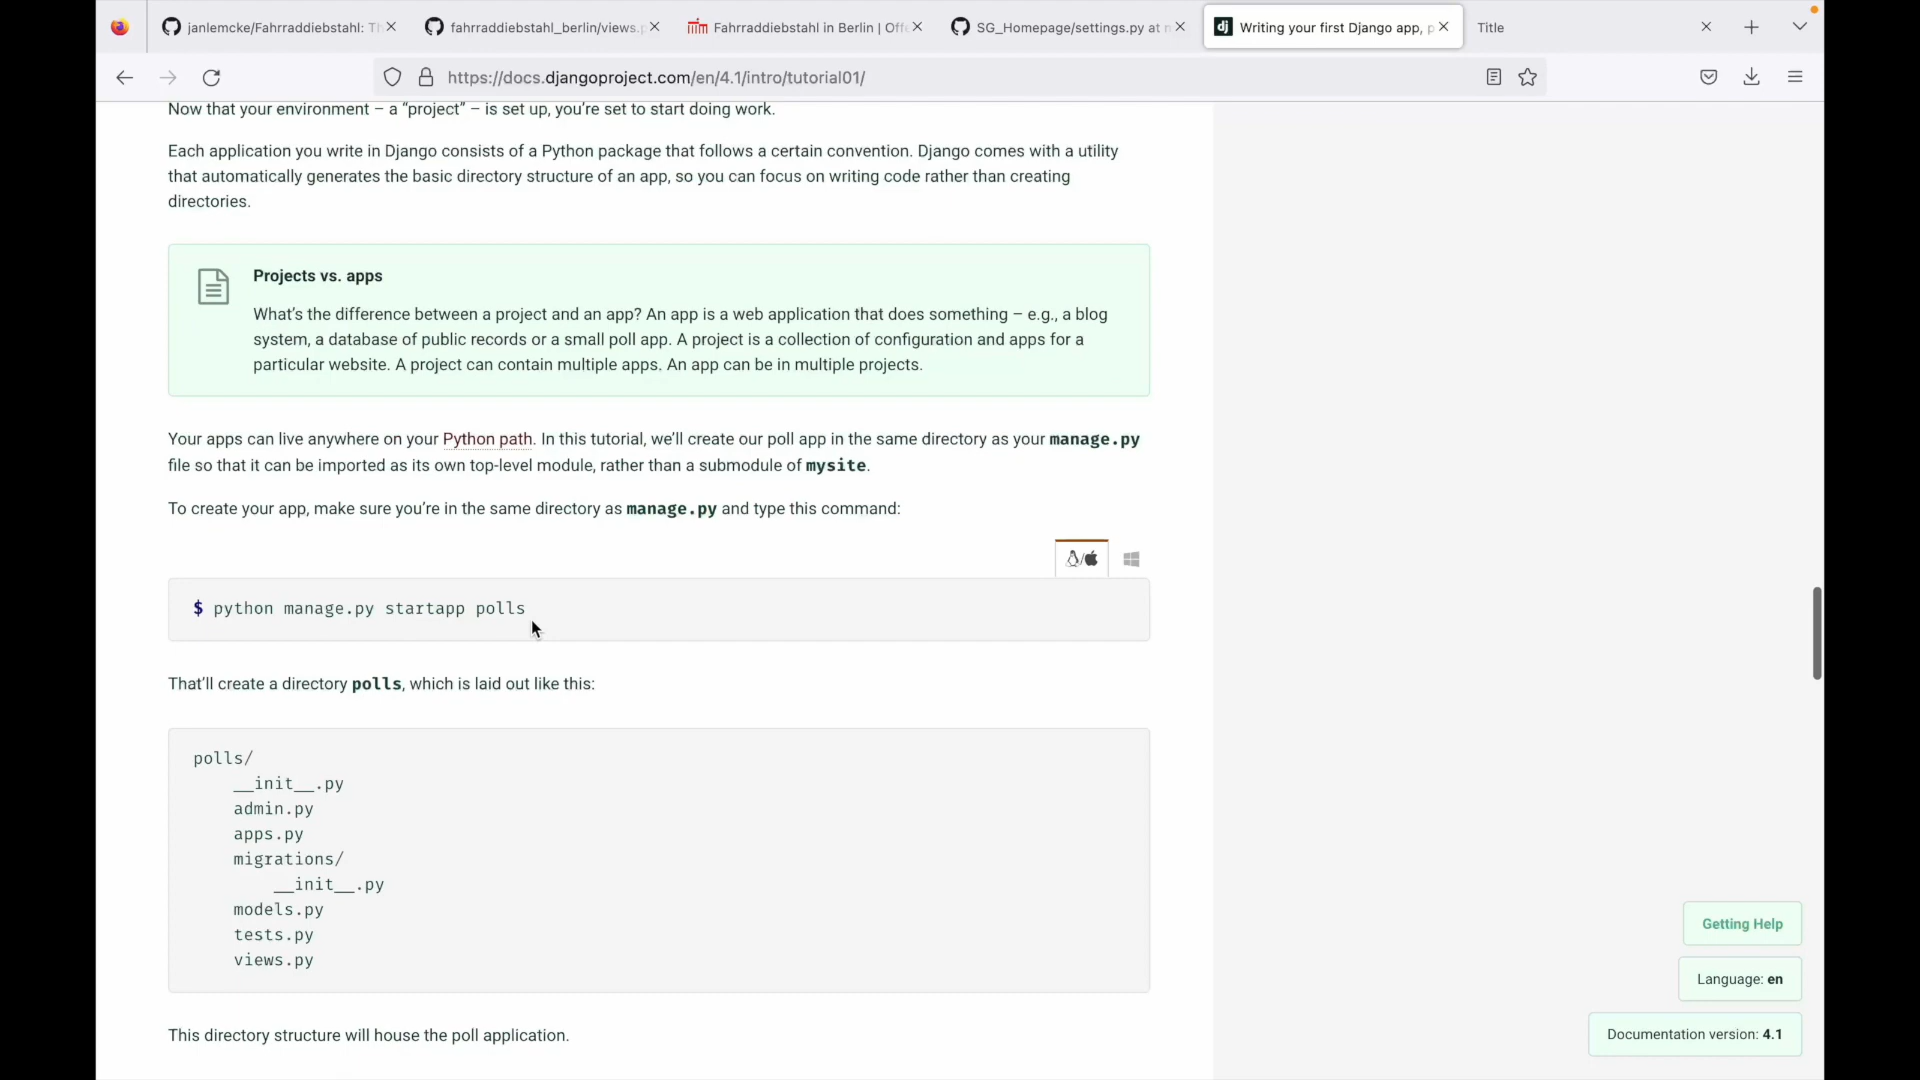 janlemcke/Fahrraddiebstahl: Th
fahrraddiebstahl_berlin/views.p
Fahrraddiebstahl in Berlin | Offe
SG_Homepage/settings.py at m
Writing your first Django app, p
Title
https://docs.djangoproject.com/en/4.1/intro/tutorial01/
Now that your environment – a “project” – is set up, you’re set to start doing work.
Each application you write in Django consists of a Python package that follows a certain convention. Django comes with a utility
that automatically generates the basic directory structure of an app, so you can focus on writing code rather than creating
directories.
Projects vs. apps
What’s the difference between a project and an app? An app is a web application that does something – e.g., a blog
system, a database of public records or a small poll app. A project is a collection of configuration and apps for a
particular website. A project can contain multiple apps. An app can be in multiple projects.
Your apps can live anywhere on your Python path. In this tutorial, we’ll create our poll app in the same directory as your manage.py
file so that it can be imported as its own top-level module, rather than a submodule of mysite.
To create your app, make sure you’re in the same directory as manage.py and type this command:
$ python manage.py startapp polls
That’ll create a directory polls, which is laid out like this:
polls/
__init__.py
admin.py
apps.py
migrations/
__init__.py
models.py
tests.py
views.py
This directory structure will house the poll application.
Getting Help
Language: en
Documentation version: 4.1